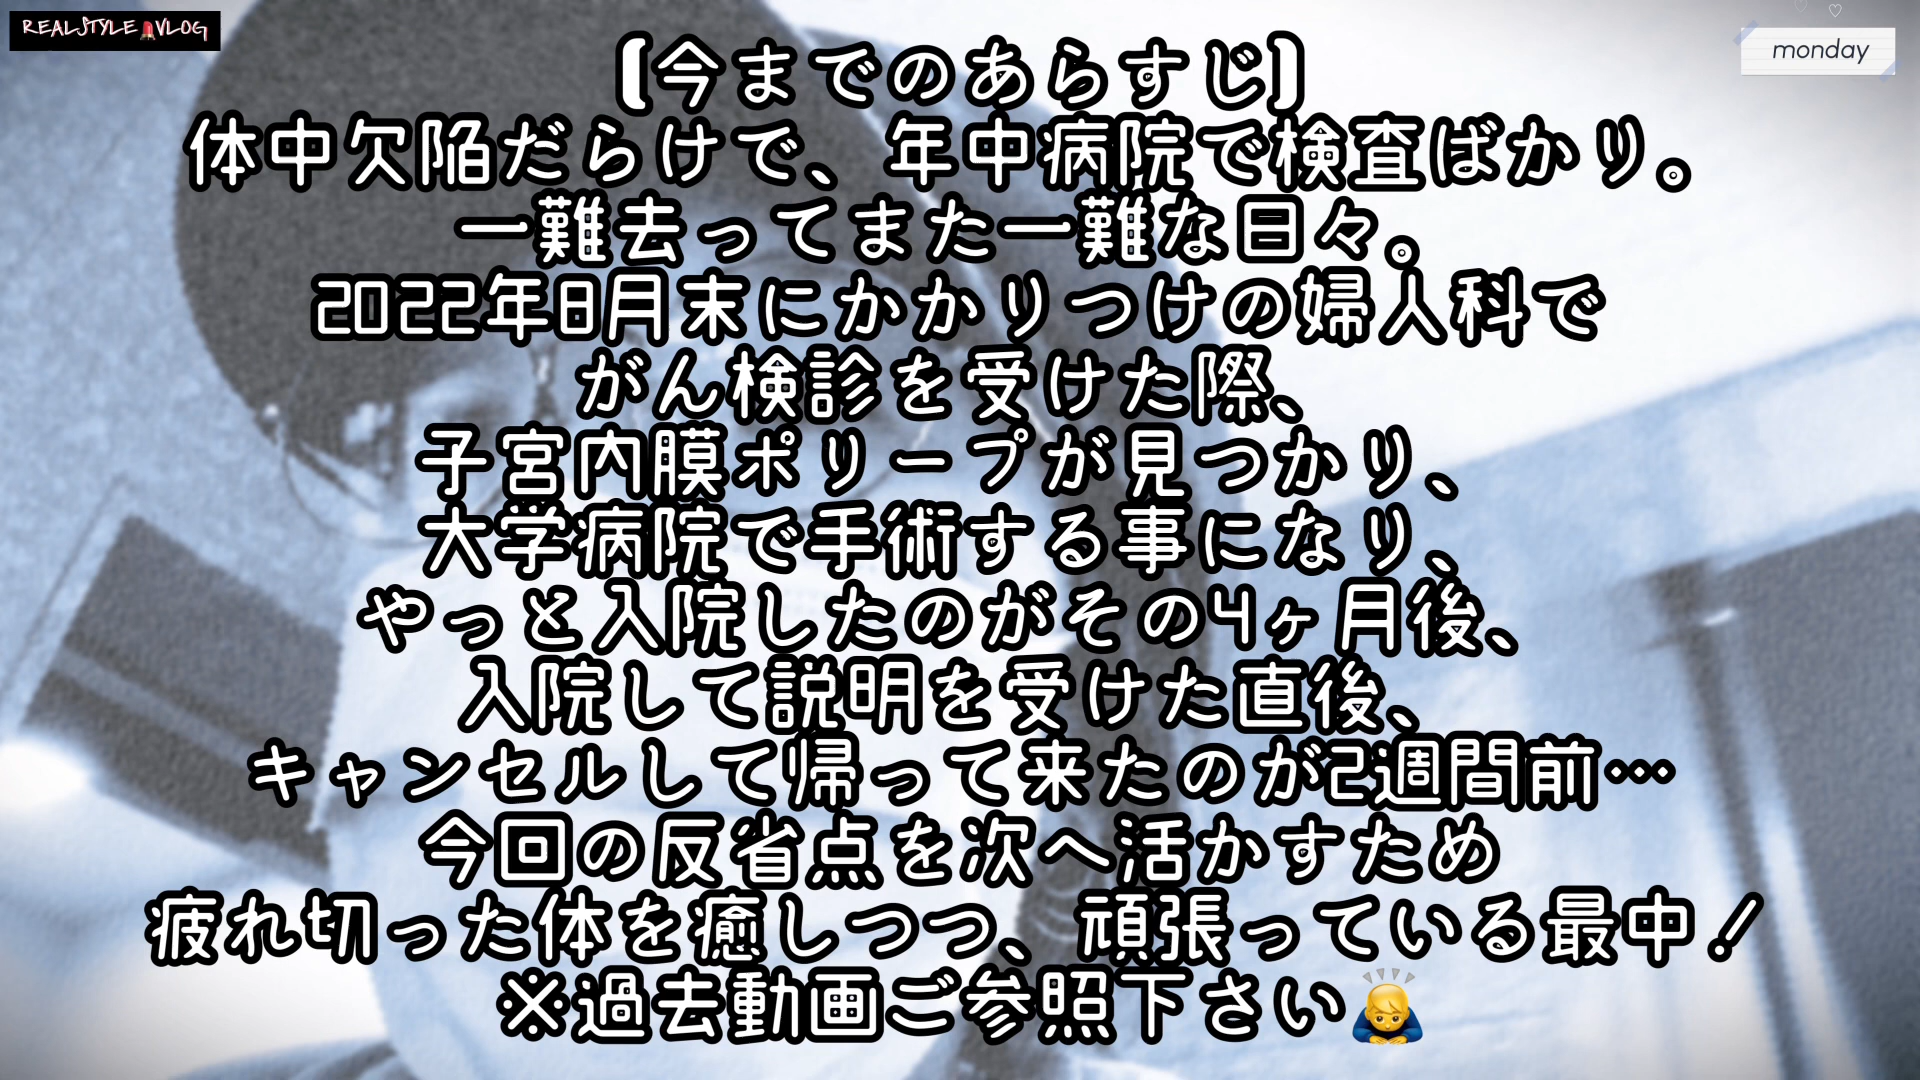 REALSTYLE🚨VLOG
monday
【今までのあらすじ】
体中欠陥だらけで、年中病院で検査ばかり。
一難去ってまた一難な日々。
2022年8月末にかかりつけの婦人科で
がん検診を受けた際、
子宮内膜ポリープが見つかり、
大学病院で手術する事になり、
やっと入院したのがその4ヶ月後、
入院して説明を受けた直後、
キャンセルして帰って来たのが2週間前…
今回の反省点を次へ活かすため
疲れ切った体を癒しつつ、頑張っている最中！
※過去動画ご参照下さい🙇